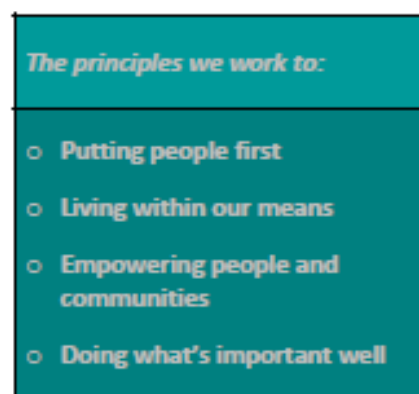 The principles we work to:
○ Putting people first
○ Living within our means
○ Empowering people and
communities
○ Doing what's important well